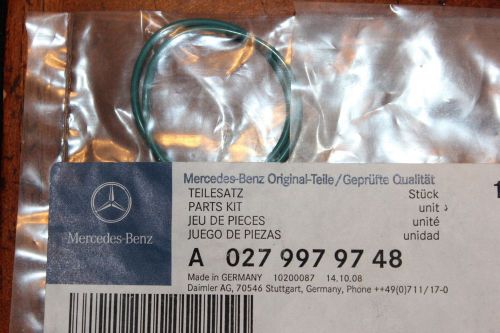 Mercedes-Benz Original-Teile/Geprüfte Qualität
TEILESATZ Stück 1
PARTS KIT unit
JEU DE PIECES unité
JUEGO DE PIEZAS unidad
Mercedes-Benz
A 027 997 97 48
Made in GERMANY 10200087 14.10.08
Daimler AG, 70546 Stuttgart, Germany, Phone ++49(0)711/17-0